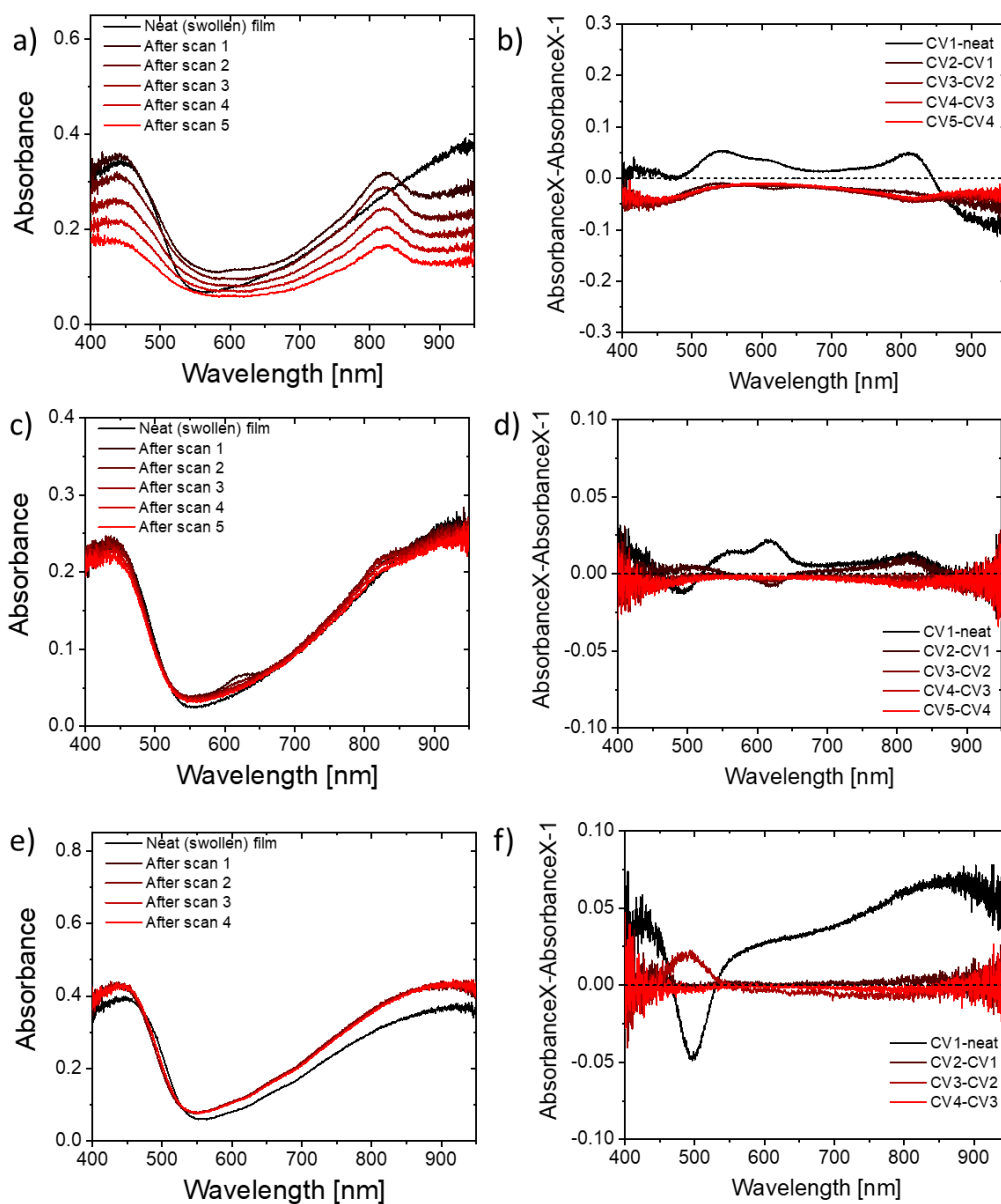 a)
Neat (swollen) film
After scan 1
After scan 2
After scan 3
After scan 4
After scan 5
0.6
0.4
0.2
0.0
Absorbance
400 500 600 700 800 900
Wavelength [nm]
b)
CV1-neat
CV2-CV1
CV3-CV2
CV4-CV3
CV5-CV4
0.3
0.2
0.1
0.0
-0.1
-0.2
-0.3
AbsorbanceX-AbsorbanceX-1
400 500 600 700 800 900
Wavelength [nm]
c)
Neat (swollen) film
After scan 1
After scan 2
After scan 3
After scan 4
After scan 5
0.4
0.3
0.2
0.1
0.0
Absorbance
400 500 600 700 800 900
Wavelength [nm]
d)
0.10
0.05
0.00
-0.05
-0.10
AbsorbanceX-AbsorbanceX-1
CV1-neat
CV2-CV1
CV3-CV2
CV4-CV3
CV5-CV4
400 500 600 700 800 900
Wavelength [nm]
e)
Neat (swollen) film
After scan 1
After scan 2
After scan 3
After scan 4
0.8
0.6
0.4
0.2
0.0
Absorbance
400 500 600 700 800 900
Wavelength [nm]
f)
0.10
0.05
0.00
-0.05
-0.10
AbsorbanceX-AbsorbanceX-1
CV1-neat
CV2-CV1
CV3-CV2
CV4-CV3
400 500 600 700 800 900
Wavelength [nm]